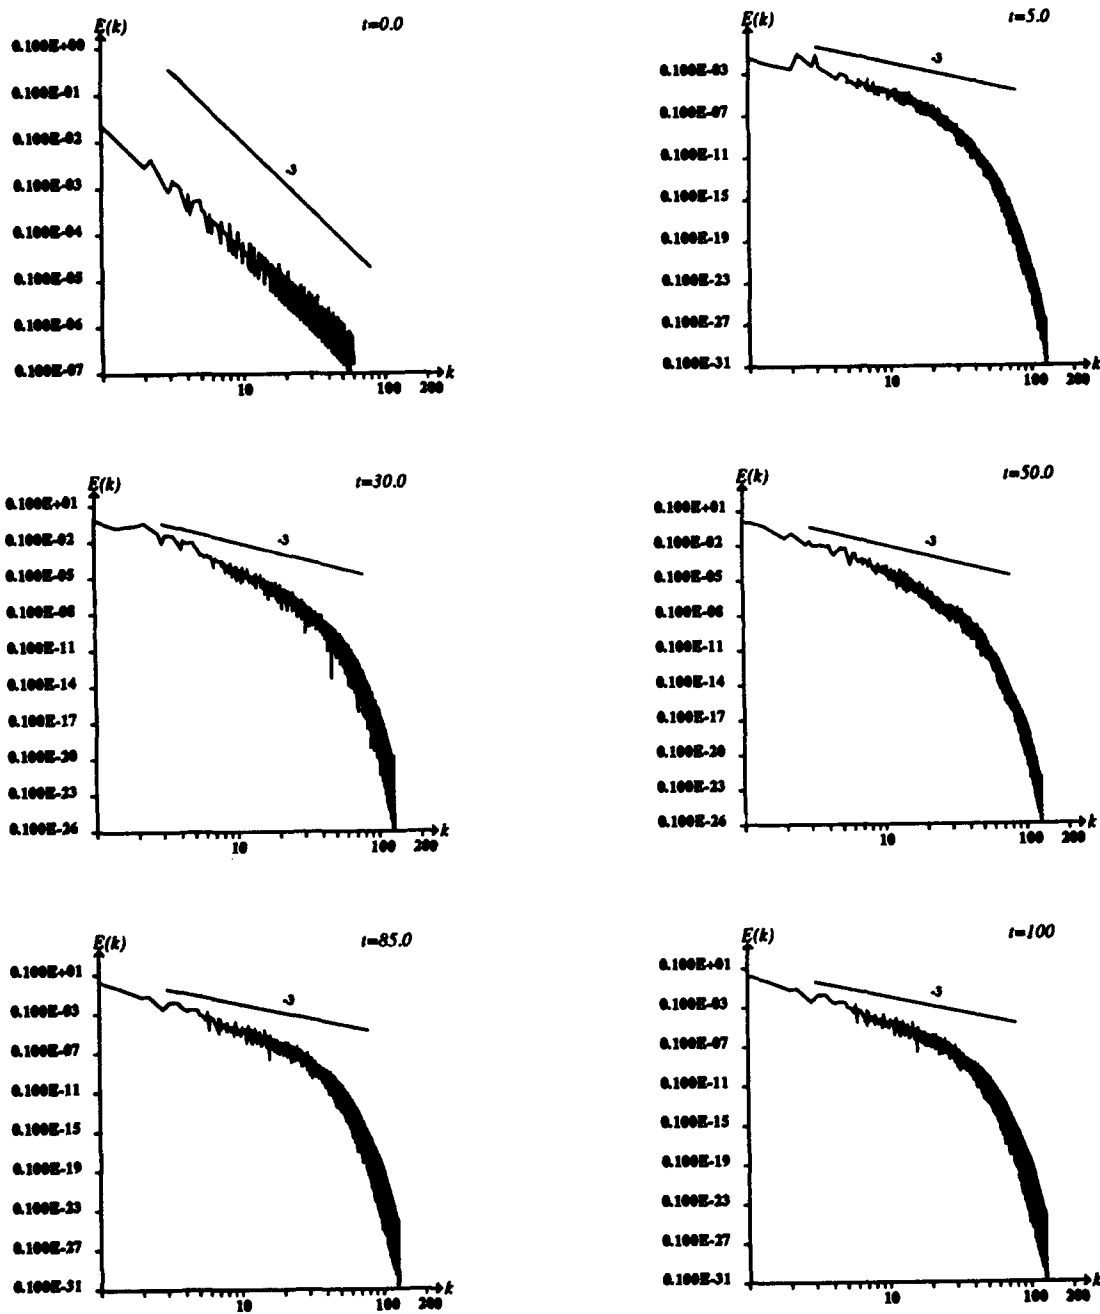 E(k)
t=0.0
0.100E+00
0.100E-01
0.100E-02
0.100E-03
0.100E-04
0.100E-05
0.100E-06
0.100E-07
-3
10
100
200
k
E(k)
t=5.0
0.100E-03
0.100E-07
0.100E-11
0.100E-15
0.100E-19
0.100E-23
0.100E-27
0.100E-31
-3
10
100
200
k
E(k)
t=30.0
0.100E+01
0.100E-02
0.100E-05
0.100E-08
0.100E-11
0.100E-14
0.100E-17
0.100E-20
0.100E-23
0.100E-26
-3
10
100
200
k
E(k)
t=50.0
0.100E+01
0.100E-02
0.100E-05
0.100E-08
0.100E-11
0.100E-14
0.100E-17
0.100E-20
0.100E-23
0.100E-26
-3
10
100
200
k
E(k)
t=85.0
0.100E+01
0.100E-03
0.100E-07
0.100E-11
0.100E-15
0.100E-19
0.100E-23
0.100E-27
0.100E-31
-3
10
100
200
k
E(k)
t=100
0.100E+01
0.100E-03
0.100E-07
0.100E-11
0.100E-15
0.100E-19
0.100E-23
0.100E-27
0.100E-31
-3
10
100
200
k